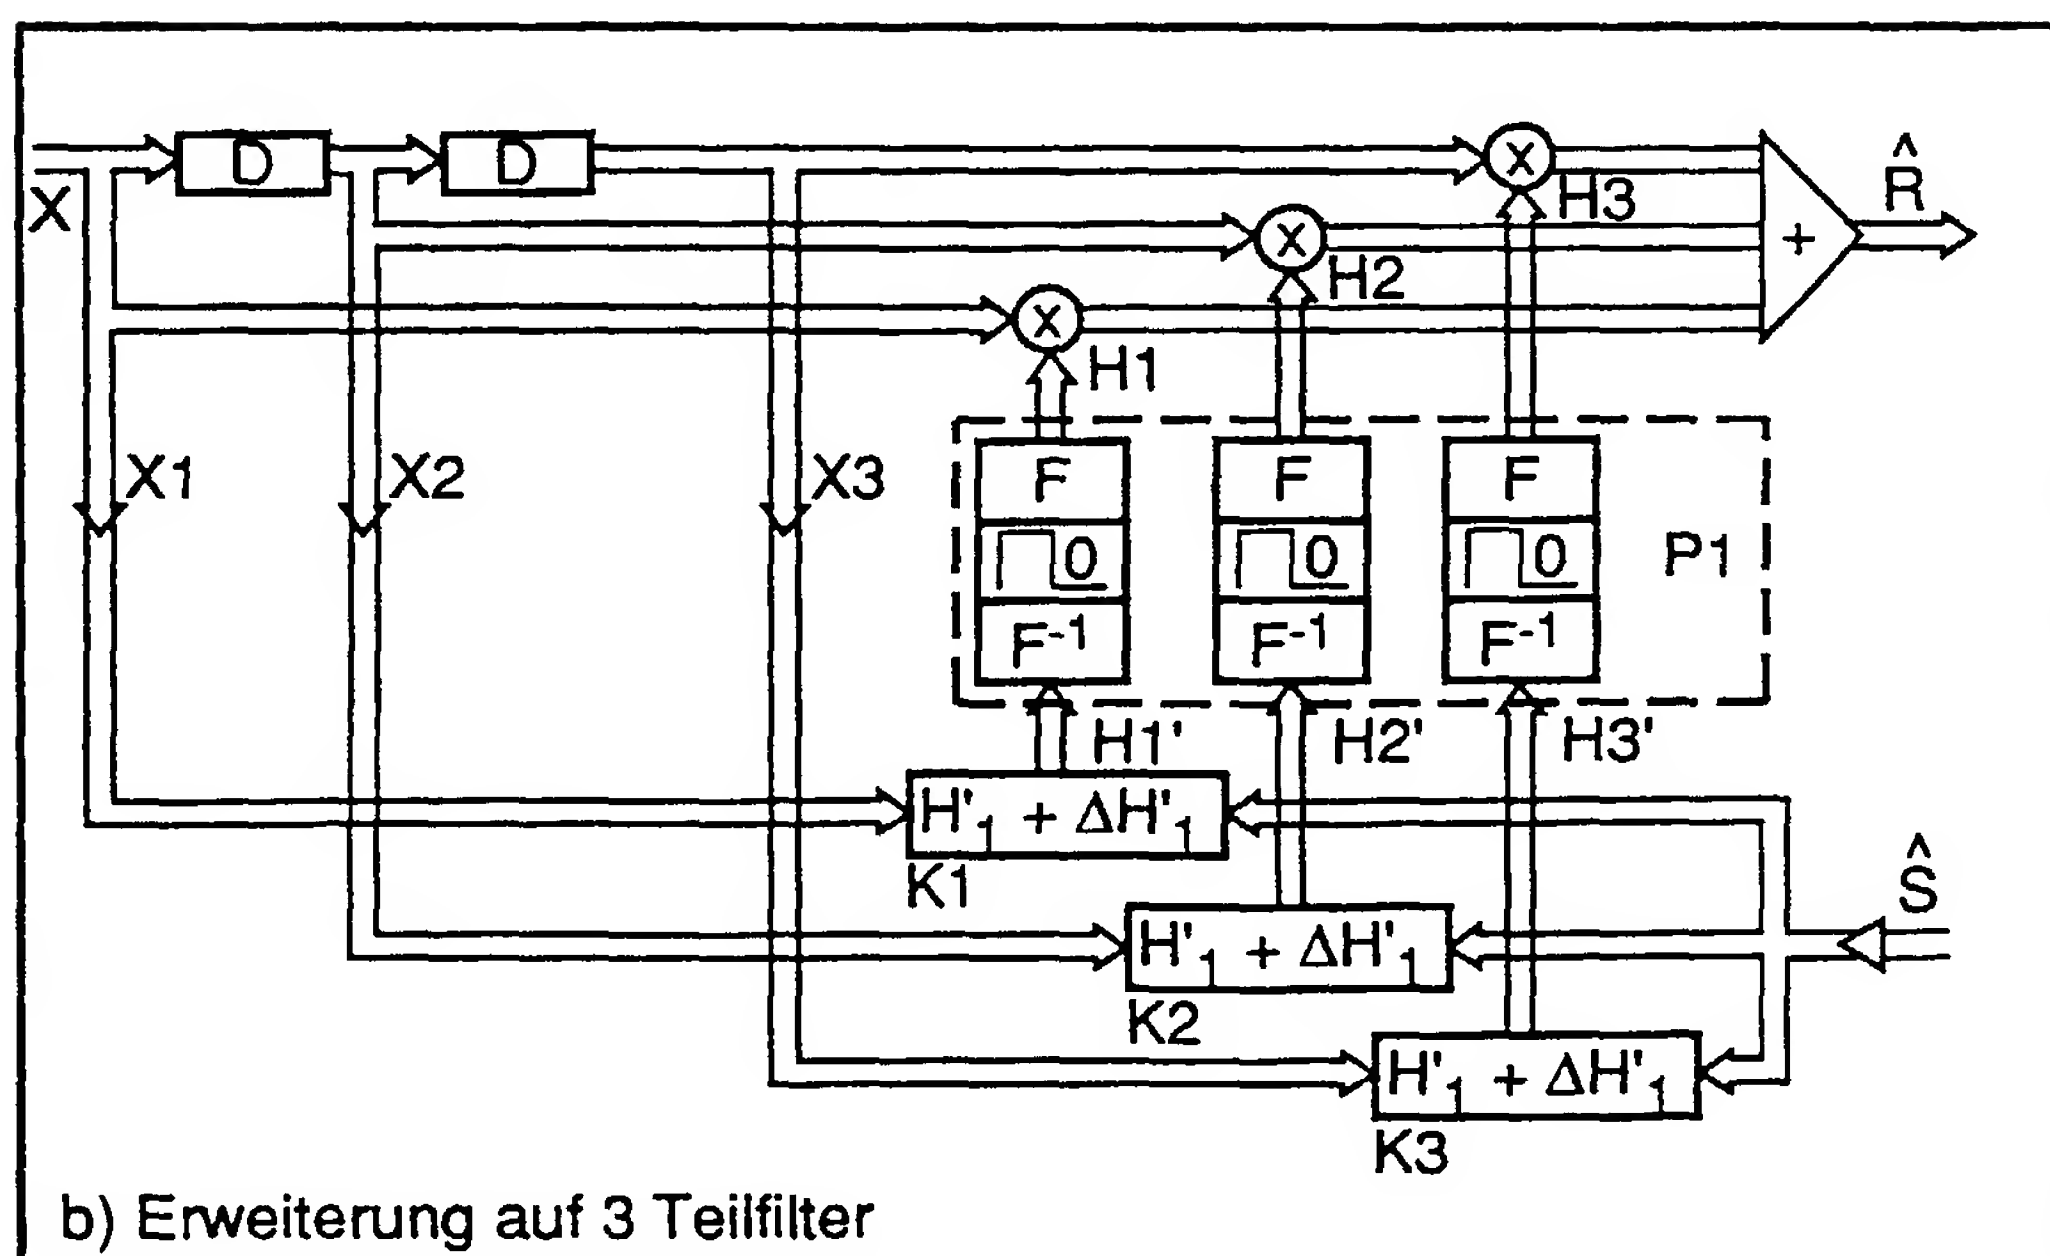 D
D
X
X
H3
R̂
X
H2
+
X
H1
X1
X2
X3
F
F
F
0
0
0
P1
F-1
F-1
F-1
H1'
H2'
H3'
H'1 + ΔH'1
K1
Ŝ
H'1 + ΔH'1
K2
H'1 + ΔH'1
K3
b) Erweiterung auf 3 Teilfilter